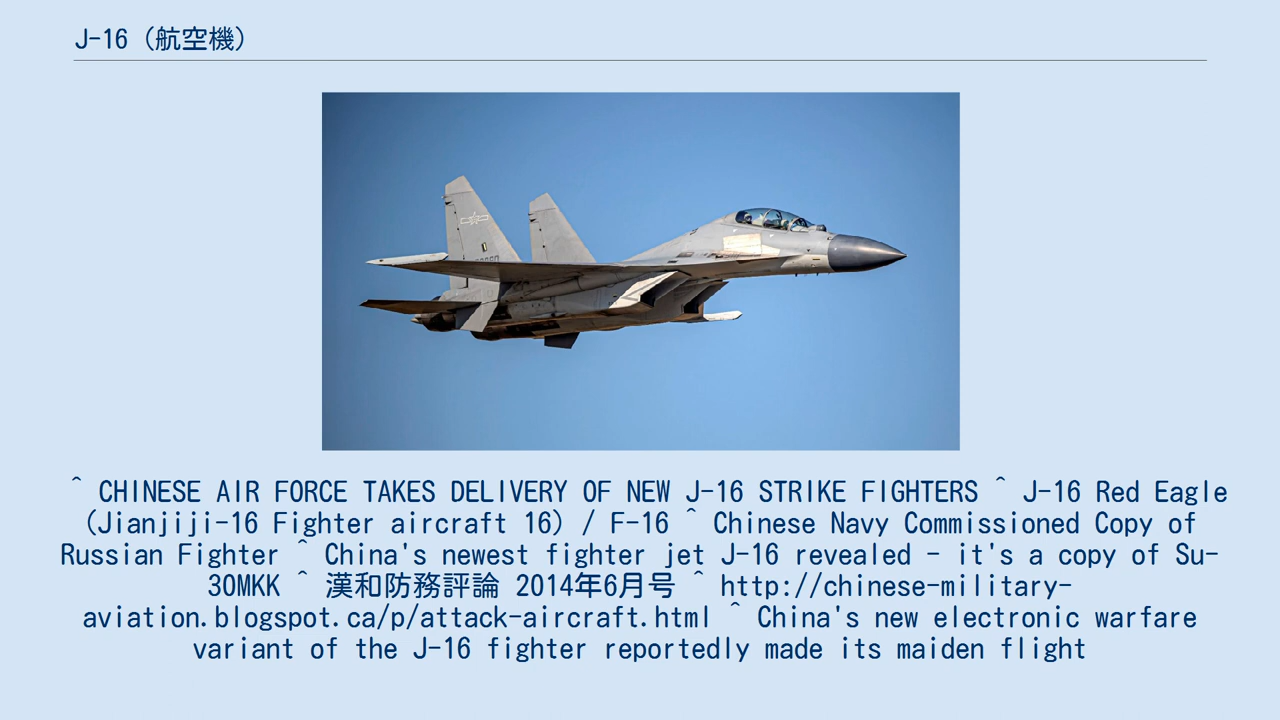 J-16（航空機）
^ CHINESE AIR FORCE TAKES DELIVERY OF NEW J-16 STRIKE FIGHTERS ^ J-16 Red Eagle
(Jianjiji-16 Fighter aircraft 16) / F-16 ^ Chinese Navy Commissioned Copy of
Russian Fighter ^ China's newest fighter jet J-16 revealed - it's a copy of Su-
30MKK ^ 漢和防務評論 2014年6月号 ^ http://chinese-military-
aviation.blogspot.ca/p/attack-aircraft.html ^ China's new electronic warfare
variant of the J-16 fighter reportedly made its maiden flight